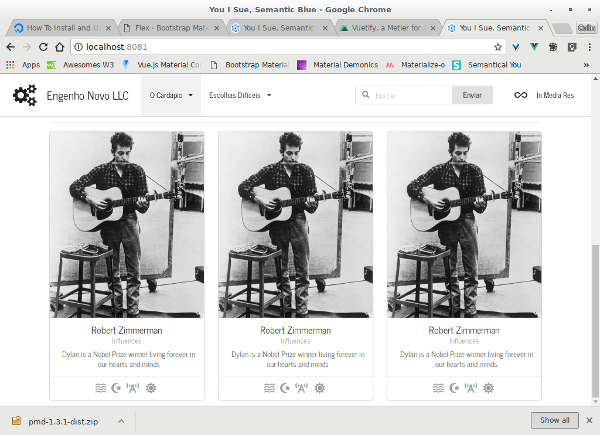 You I Sue, Semantic Blue - Google Chrome
How To Install and U
Flex - Bootstrap Mate
You I Sue, Semantic
Vuetify, a Metier for
You I Sue, Semantic
localhost:8081
Apps
Awesomes W3
Vue.js Material Co
Bootstrap Material
Material Demonics
Materialize-o
Semantical You
»
Engenho Novo LLC
O Cardápio
Escolhas Difíceis
Buscar
Enviar
In Media Res
Robert Zimmerman
Influences
Dylan is a Nobel Prize winner living forever in
our hearts and minds
Robert Zimmerman
Influences
Dylan is a Nobel Prize winner living forever in
our hearts and minds
Robert Zimmerman
Influences
Dylan is a Nobel Prize winner living forever in
our hearts and minds
pmd-1.3.1-dist.zip
Show all